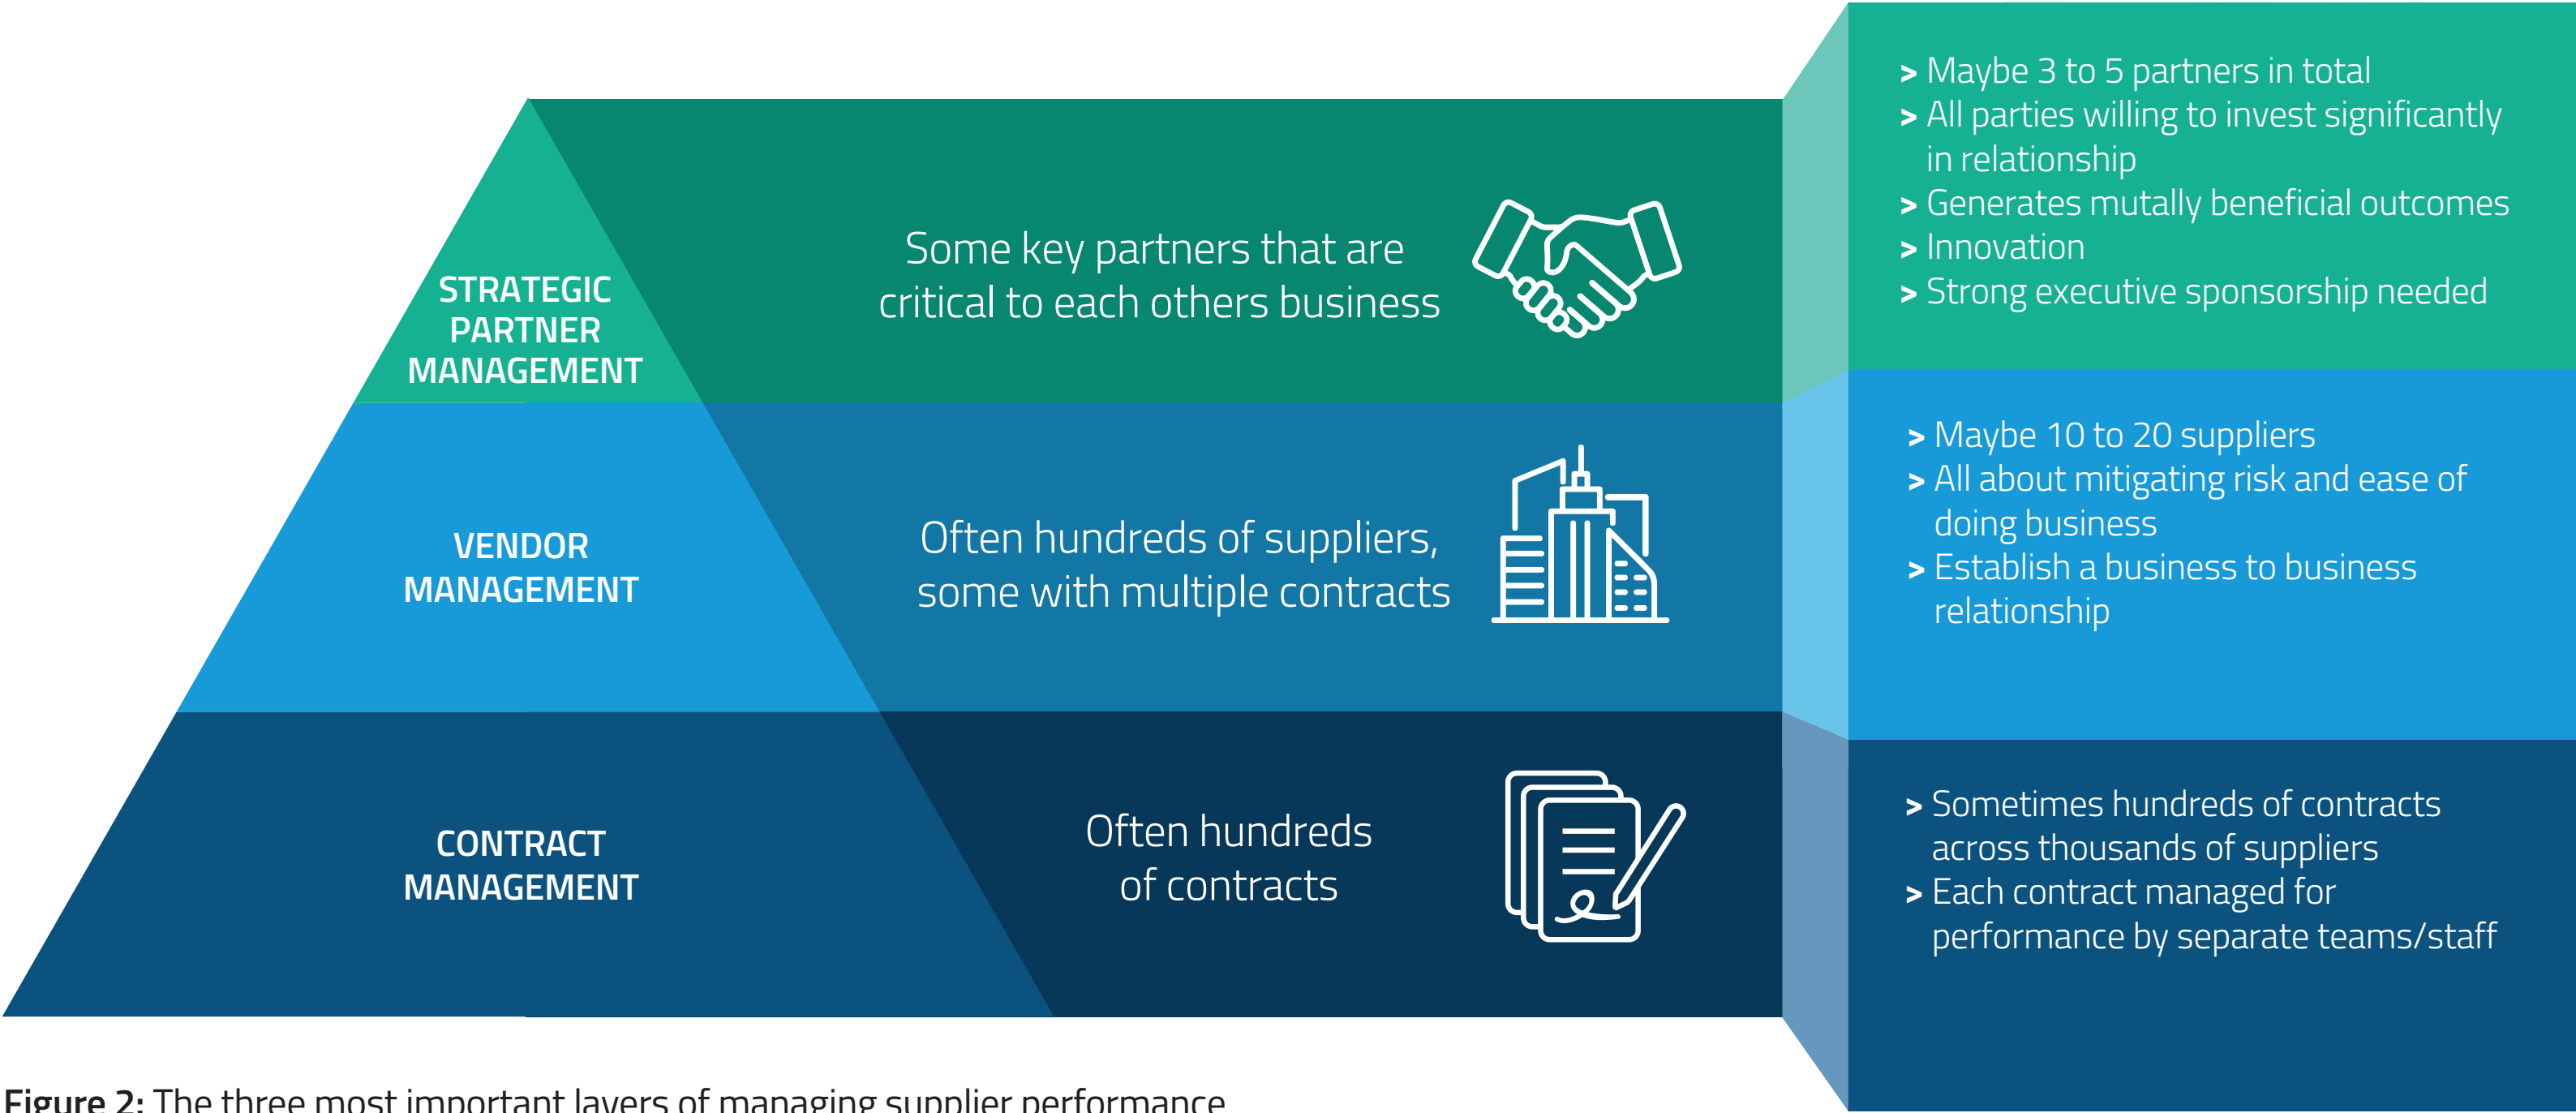 STRATEGIC
PARTNER
MANAGEMENT
Some key partners that are
critical to each others business
> Maybe 3 to 5 partners in total
> All parties willing to invest significantly
in relationship
> Generates mutally beneficial outcomes
> Innovation
> Strong executive sponsorship needed
VENDOR
MANAGEMENT
Often hundreds of suppliers,
some with multiple contracts
> Maybe 10 to 20 suppliers
> All about mitigating risk and ease of
doing business
> Establish a business to business
relationship
CONTRACT
MANAGEMENT
Often hundreds
of contracts
> Sometimes hundreds of contracts
across thousands of suppliers
> Each contract managed for
performance by separate teams/staff
Figure 2: The three most important layers of managing supplier performance